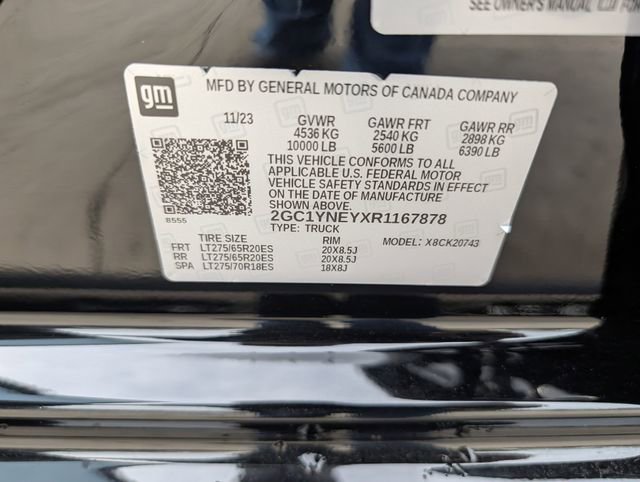 SEE OWNER'S MANUAL
gm
MFD BY GENERAL MOTORS OF CANADA COMPANY
11/23 GVWR GAWR FRT GAWR RR
4536 KG 2540 KG 2898 KG
10000 LB 5600 LB 6390 LB
THIS VEHICLE CONFORMS TO ALL
APPLICABLE U.S. FEDERAL MOTOR
VEHICLE SAFETY STANDARDS IN EFFECT
ON THE DATE OF MANUFACTURE
SHOWN ABOVE.
8555 2GC1YNEYXR1167878
TYPE: TRUCK
TIRE SIZE RIM MODEL: X8CK20743
FRT LT275/65R20ES 20X8.5J
RR LT275/65R20ES 20X8.5J
SPA LT275/70R18ES 18X8J